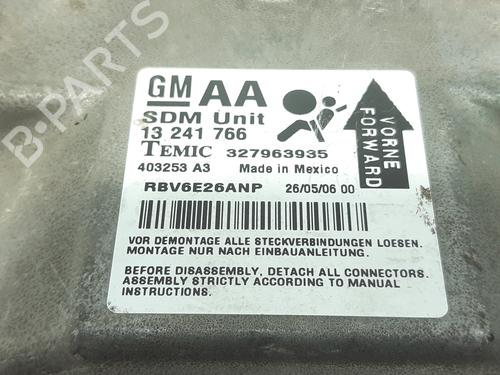 GM AA
SDM Unit
13 241 766
TEMIC 327963935
403253 A3 Made in Mexico
RBV6E26ANP 26/05/06 00
VORNE
FORWARD
VOR DEMONTAGE ALLE STECKVERBINDUNGEN LOESEN.
MONTAGE NUR NACH EINBAUANLEITUNG.
BEFORE DISASSEMBLY, DETACH ALL CONNECTORS.
ASSEMBLY STRICTLY ACCORDING TO MANUAL
INSTRUCTIONS.
B-PARTS